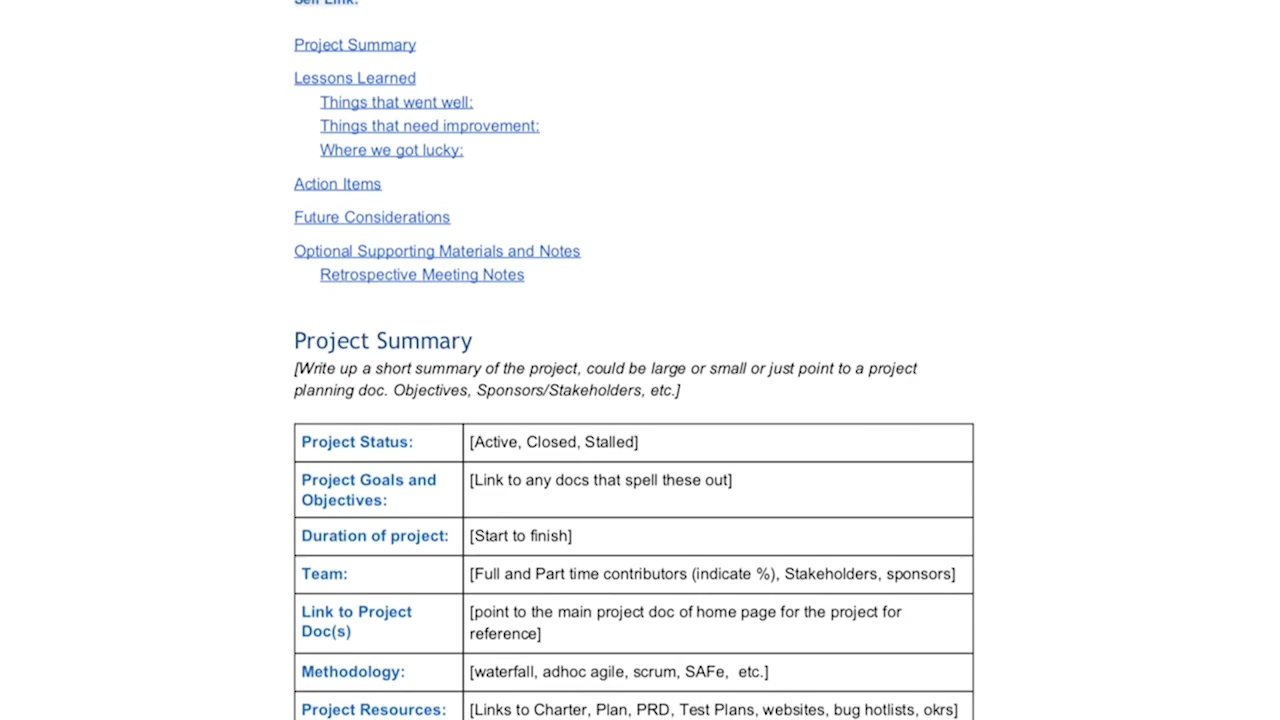 Self Link:
Project Summary
Lessons Learned
Things that went well:
Things that need improvement:
Where we got lucky:
Action Items
Future Considerations
Optional Supporting Materials and Notes
Retrospective Meeting Notes
Project Summary
[Write up a short summary of the project, could be large or small or just point to a project
planning doc. Objectives, Sponsors/Stakeholders, etc.]
Project Status: [Active, Closed, Stalled]
Project Goals and [Link to any docs that spell these out]
Objectives:
Duration of project: [Start to finish]
Team: [Full and Part time contributors (indicate %), Stakeholders, sponsors]
Link to Project [point to the main project doc of home page for the project for
Doc(s) reference]
Methodology: [waterfall, adhoc agile, scrum, SAFe, etc.]
Project Resources: [Links to Charter, Plan, PRD, Test Plans, websites, bug hotlists, okrs]